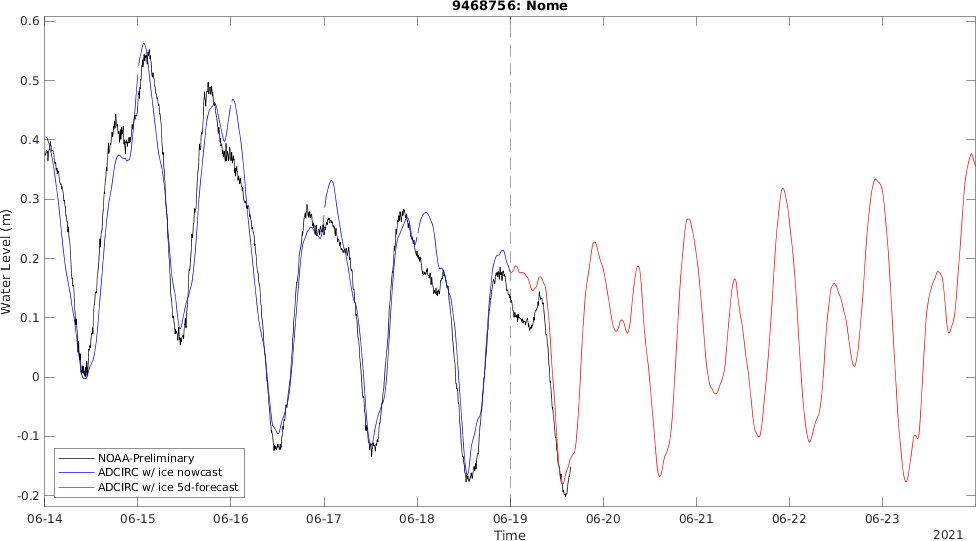 9468756: Nome
0.6
0.5
0.4
0.3
0.2
0.1
0
-0.1
-0.2
Water Level (m)
NOAA-Preliminary
ADCIRC w/ ice nowcast
ADCIRC w/ ice 5d-forecast
06-14 06-15 06-16 06-17 06-18 06-19 06-20 06-21 06-22 06-23
Time
2021